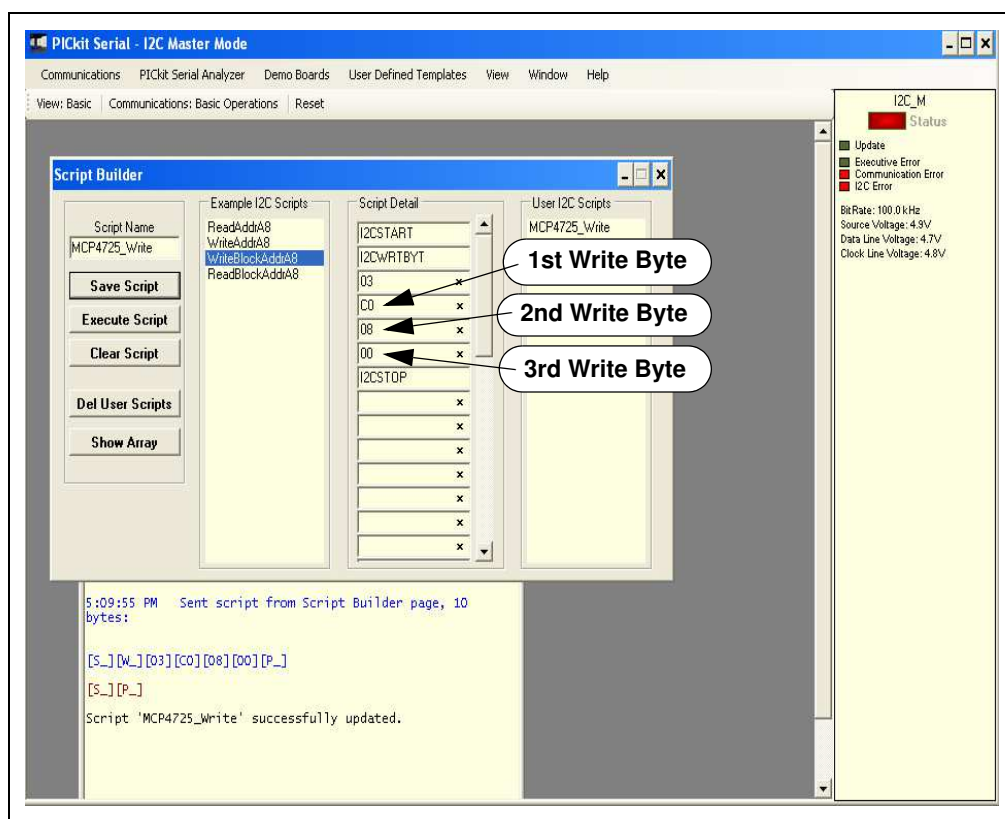 PICkit Serial - I2C Master Mode
Communications PICkit Serial Analyzer Demo Boards User Defined Templates View Window Help
View: Basic Communications: Basic Operations Reset
I2C_M
Status
Update
Executive Error
Communication Error
I2C Error
BitRate: 100.0 kHz
Source Voltage: 4.9V
Data Line Voltage: 4.7V
Clock Line Voltage: 4.8V
Script Builder
Script Name
MCP4725_Write
Save Script
Execute Script
Clear Script
Del User Scripts
Show Array
Example I2C Scripts
ReadAddrA8
WriteAddrA8
WriteBlockAddrA8
ReadBlockAddrA8
Script Detail
I2CSTART
I2CWRTBYT
03 x
C0 x
08 x
00 x
I2CSTOP
x
x
x
x
x
x
x
User I2C Scripts
MCP4725_Write
1st Write Byte
2nd Write Byte
3rd Write Byte
5:09:55 PM Sent script from Script Builder page, 10
bytes:
[S_][W_][03][C0][08][00][P_]
[S_][P_]
Script 'MCP4725_Write' successfully updated.